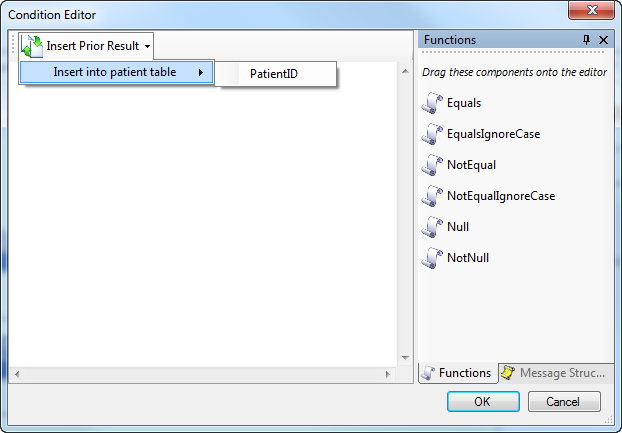 Condition Editor
Insert Prior Result
Insert into patient table
PatientID
Functions
Drag these components onto the editor
Equals
EqualsIgnoreCase
NotEqual
NotEqualIgnoreCase
Null
NotNull
Functions
Message Struc...
OK
Cancel